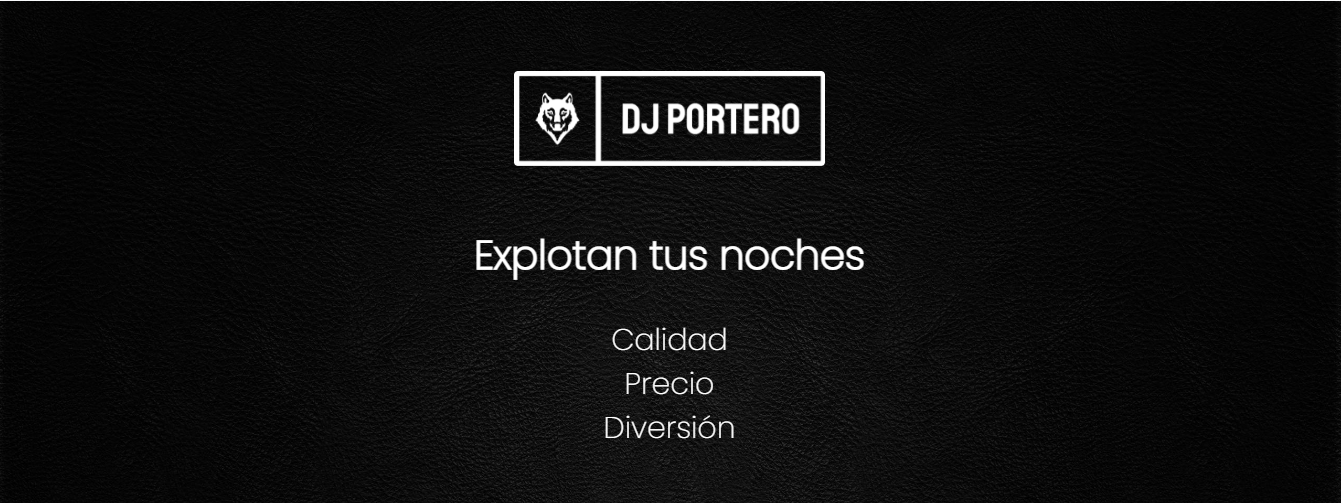 DJ PORTERO
Explotan tus noches
Calidad
Precio
Diversión